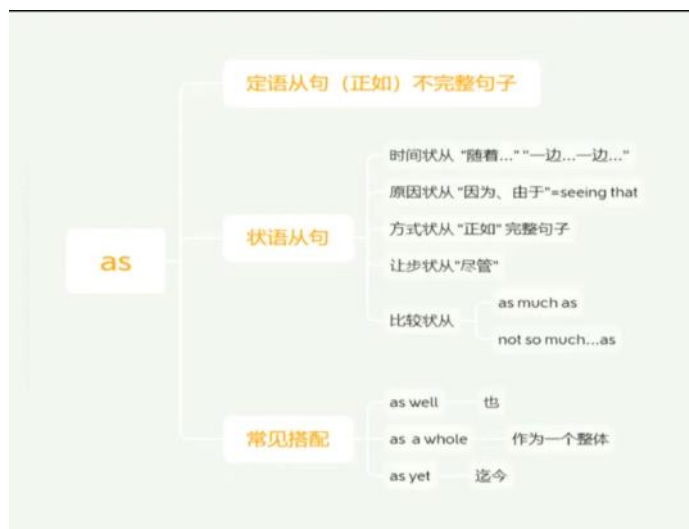 as
定语从句（正如）不完整句子
状语从句
时间状从 "随着..." "一边...一边..."
原因状从 "因为、由于"=seeing that
方式状从 "正如" 完整句子
让步状从"尽管"
比较状从
as much as
not so much...as
常见搭配
as well
也
as a whole
作为一个整体
as yet
迄今